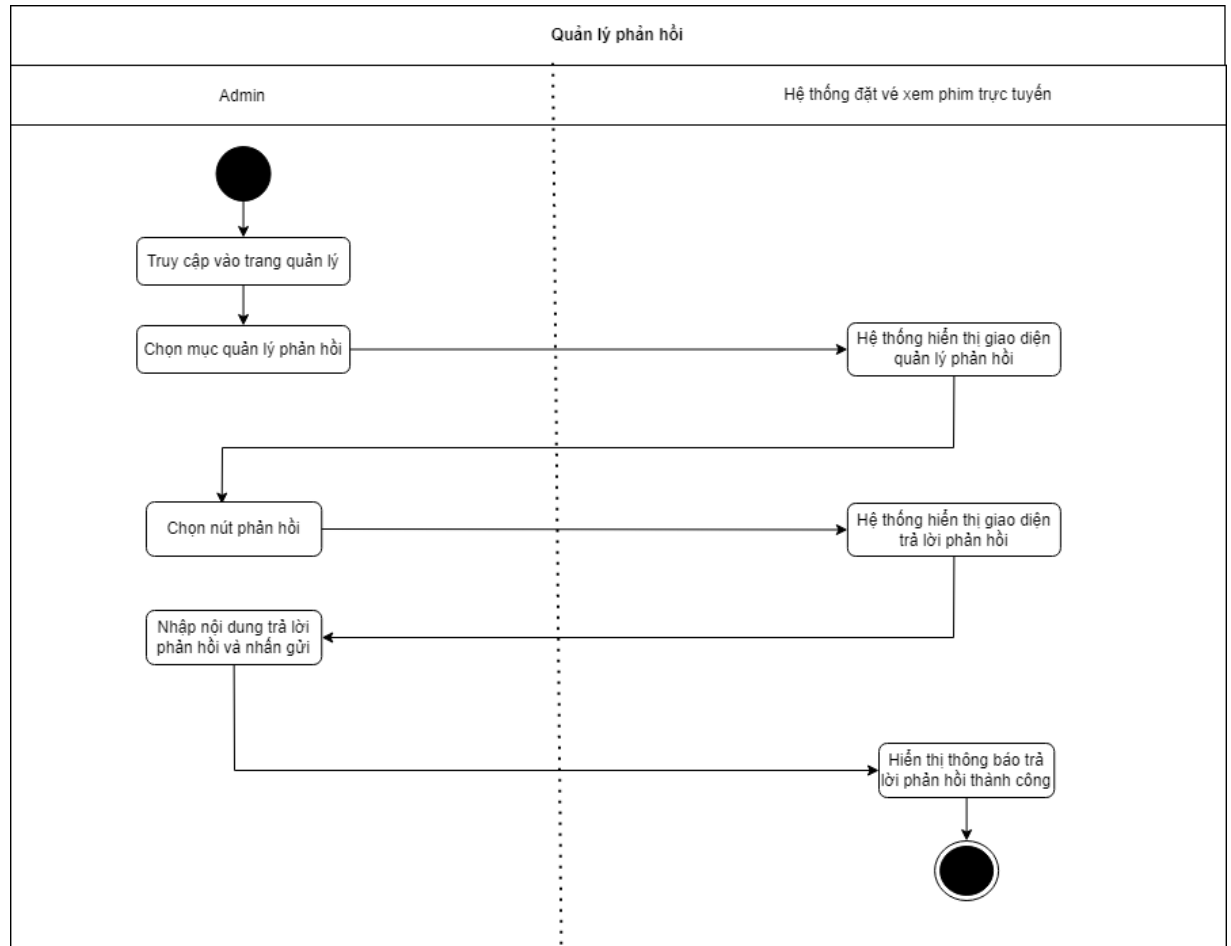 Quản lý phản hồi
Admin
Hệ thống đặt vé xem phim trực tuyến
Truy cập vào trang quản lý
Chọn mục quản lý phản hồi
Hệ thống hiển thị giao diện
quản lý phản hồi
Chọn nút phản hồi
Hệ thống hiển thị giao diện
trả lời phản hồi
Nhập nội dung trả lời
phản hồi và nhấn gửi
Hiển thị thông báo trả
lời phản hồi thành công